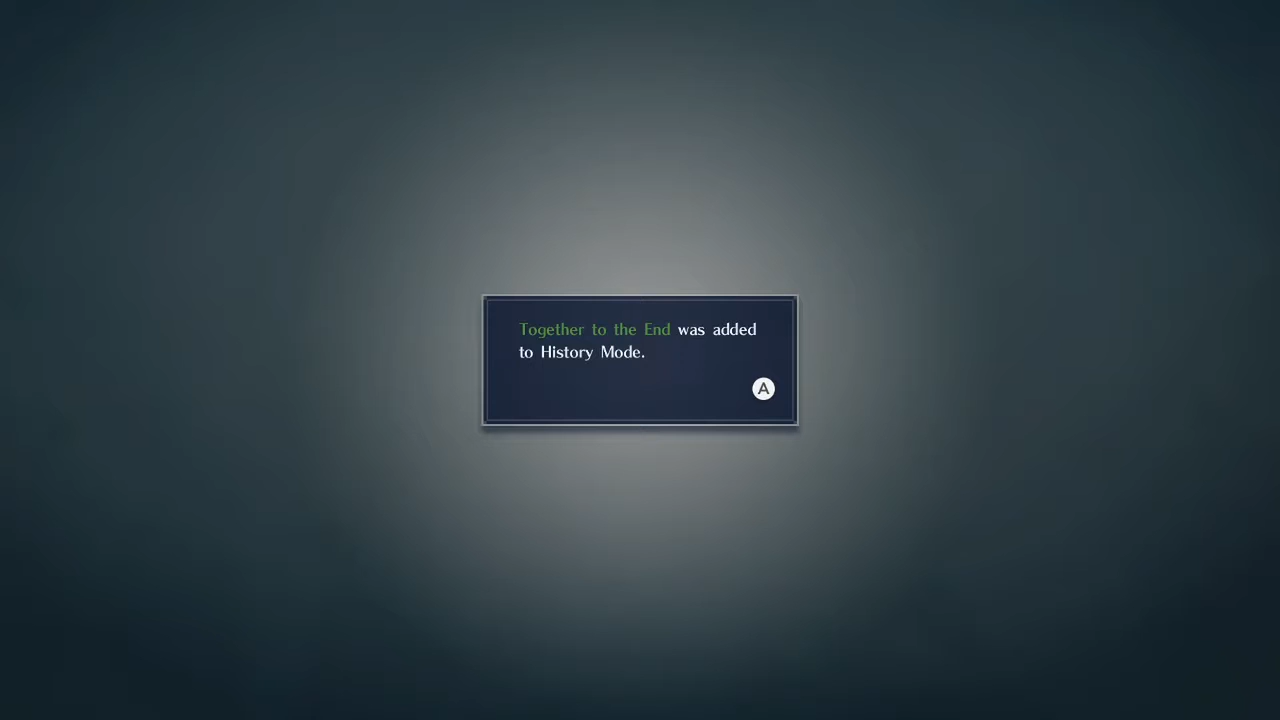 Together to the End was added
to History Mode.
A